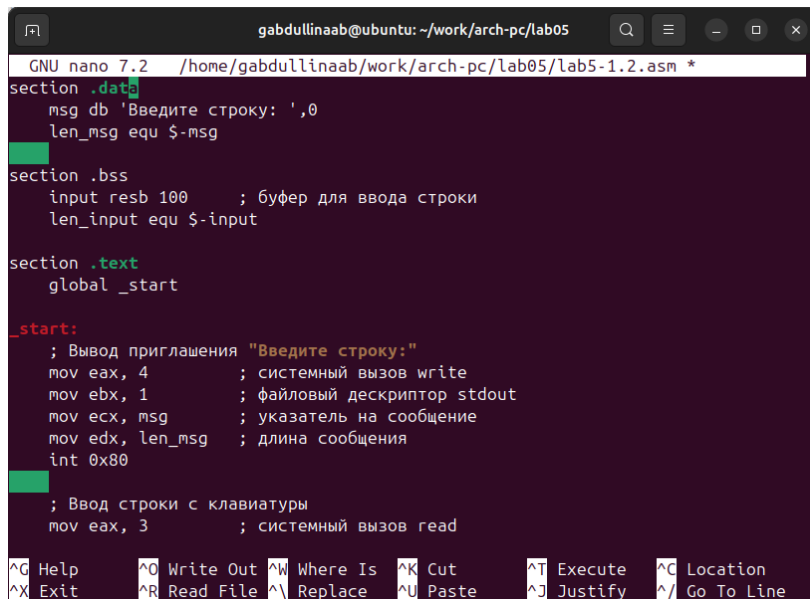 gabdullinaab@ubuntu: ~/work/arch-pc/lab05
GNU nano 7.2 /home/gabdullinaab/work/arch-pc/lab05/lab5-1.2.asm *
section .data
msg db 'Введите строку: ',0
len_msg equ $-msg
section .bss
input resb 100 ; буфер для ввода строки
len_input equ $-input
section .text
global _start
_start:
; Вывод приглашения "Введите строку:"
mov eax, 4 ; системный вызов write
mov ebx, 1 ; файловый дескриптор stdout
mov ecx, msg ; указатель на сообщение
mov edx, len_msg ; длина сообщения
int 0x80
; Ввод строки с клавиатуры
mov eax, 3 ; системный вызов read
^G Help ^O Write Out ^W Where Is ^K Cut ^T Execute ^C Location
^X Exit ^R Read File ^\ Replace ^U Paste ^J Justify ^/ Go To Line